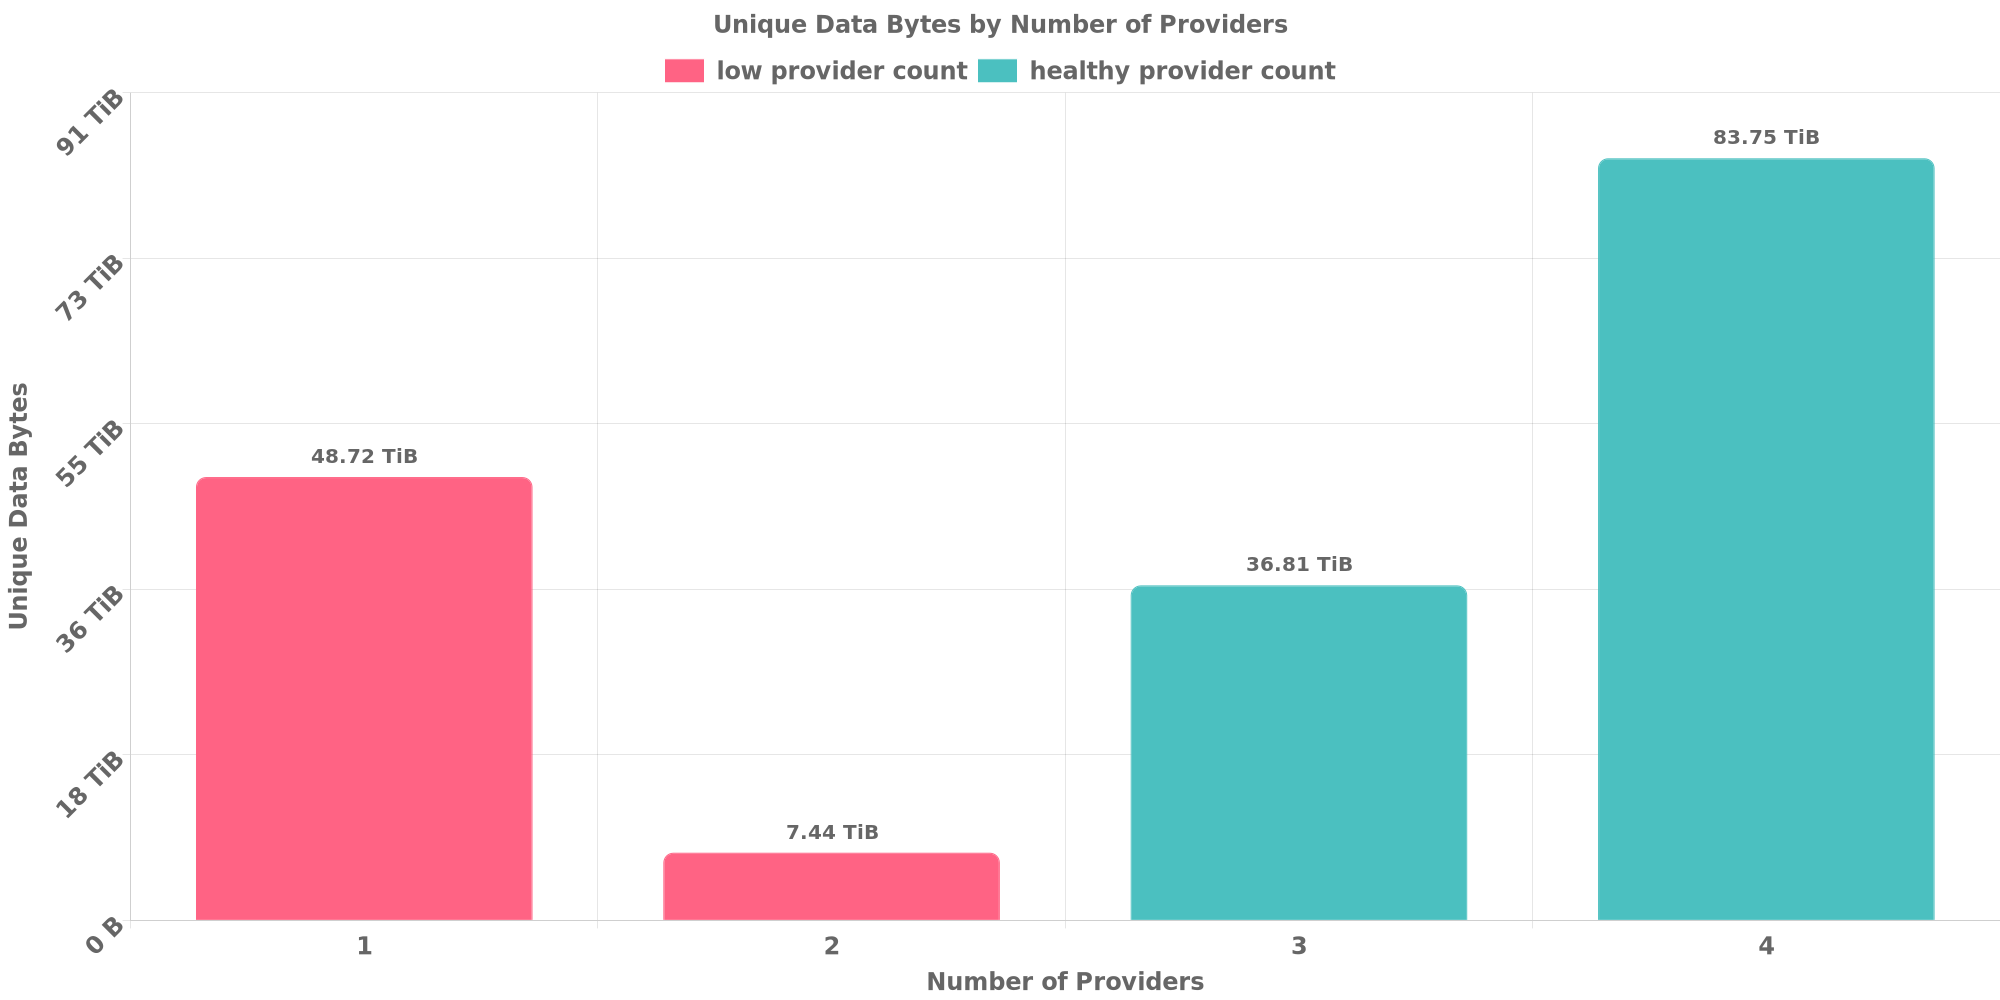 Unique Data Bytes by Number of Providers
low provider count healthy provider count
91 TiB
73 TiB
55 TiB
36 TiB
18 TiB
0 B
Unique Data Bytes
48.72 TiB
7.44 TiB
36.81 TiB
83.75 TiB
1 2 3 4
Number of Providers